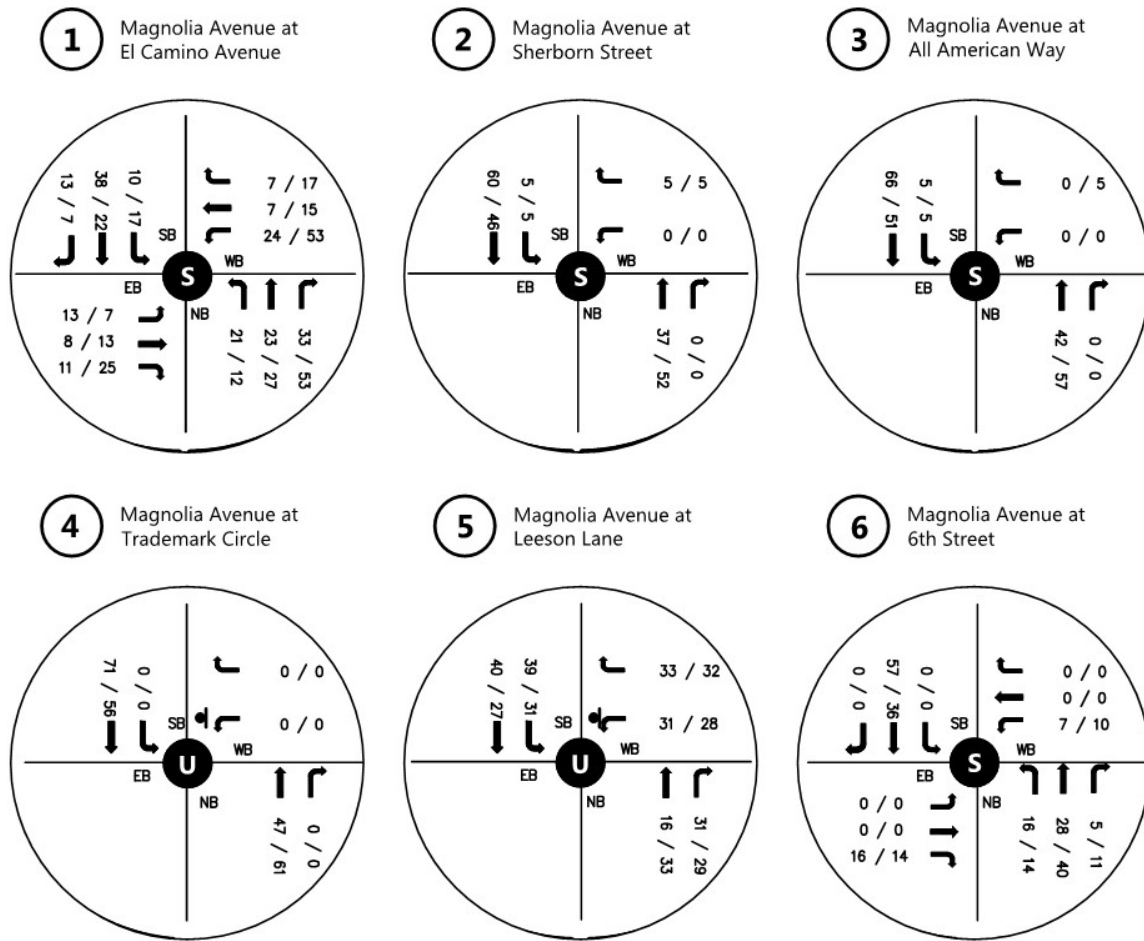 1
Magnolia Avenue at
El Camino Avenue
13 / 7
38 / 22
10 / 17
SB
7 / 17
7 / 15
24 / 53
WB
S
EB
13 / 7
8 / 13
11 / 25
NB
21 / 12
23 / 27
33 / 53
2
Magnolia Avenue at
Sherborn Street
60 / 46
5 / 5
SB
5 / 5
0 / 0
WB
S
EB
NB
37 / 52
0 / 0
3
Magnolia Avenue at
All American Way
66 / 51
5 / 5
SB
0 / 5
0 / 0
WB
S
EB
NB
42 / 57
0 / 0
4
Magnolia Avenue at
Trademark Circle
71 / 56
0 / 0
SB
0 / 0
0 / 0
WB
U
EB
NB
47 / 61
0 / 0
5
Magnolia Avenue at
Leeson Lane
40 / 27
39 / 31
SB
33 / 32
31 / 28
WB
U
EB
NB
16 / 33
31 / 29
6
Magnolia Avenue at
6th Street
0 / 0
57 / 36
0 / 0
SB
0 / 0
0 / 0
7 / 10
WB
S
EB
0 / 0
0 / 0
16 / 14
NB
16 / 14
28 / 40
5 / 11